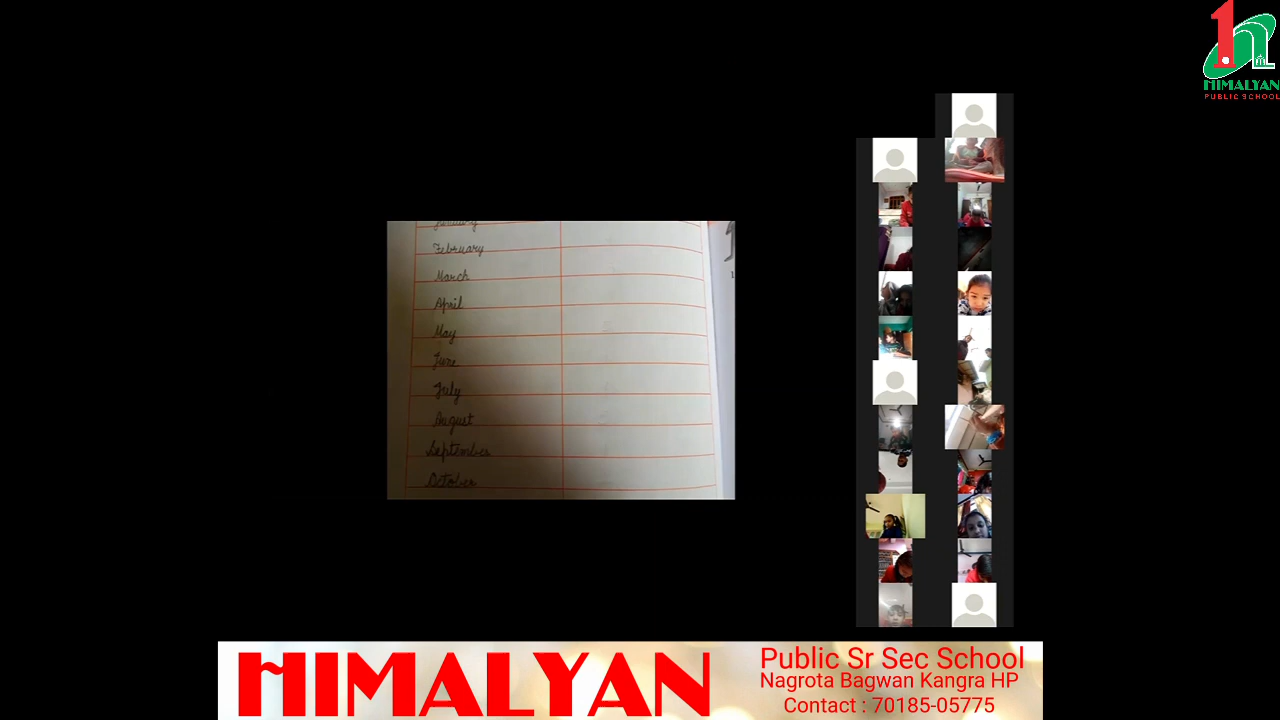 HIMALYAN
PUBLIC SCHOOL
January
February
March
April
May
June
July
August
September
October
HIMALYAN
Public Sr Sec School
Nagrota Bagwan Kangra HP
Contact : 70185-05775